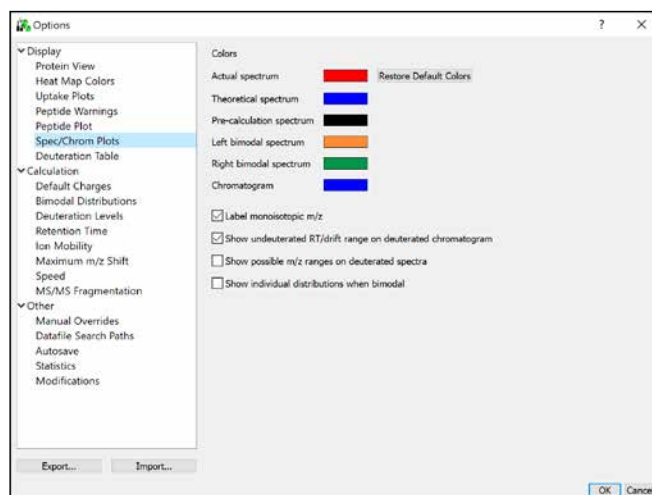 Options
Display
Protein View
Heat Map Colors
Uptake Plots
Peptide Warnings
Peptide Plot
Spec/Chrom Plots
Deuteration Table
Calculation
Default Charges
Bimodal Distributions
Deuteration Levels
Retention Time
Ion Mobility
Maximum m/z Shift
Speed
MS/MS Fragmentation
Other
Manual Overrides
Datafile Search Paths
Autosave
Statistics
Modifications
Export...
Import...
Colors
Actual spectrum
Restore Default Colors
Theoretical spectrum
Pre-calculation spectrum
Left bimodal spectrum
Right bimodal spectrum
Chromatogram
Label monoisotopic m/z
Show undeuterated RT/drift range on deuterated chromatogram
Show possible m/z ranges on deuterated spectra
Show individual distributions when bimodal
OK
Cance